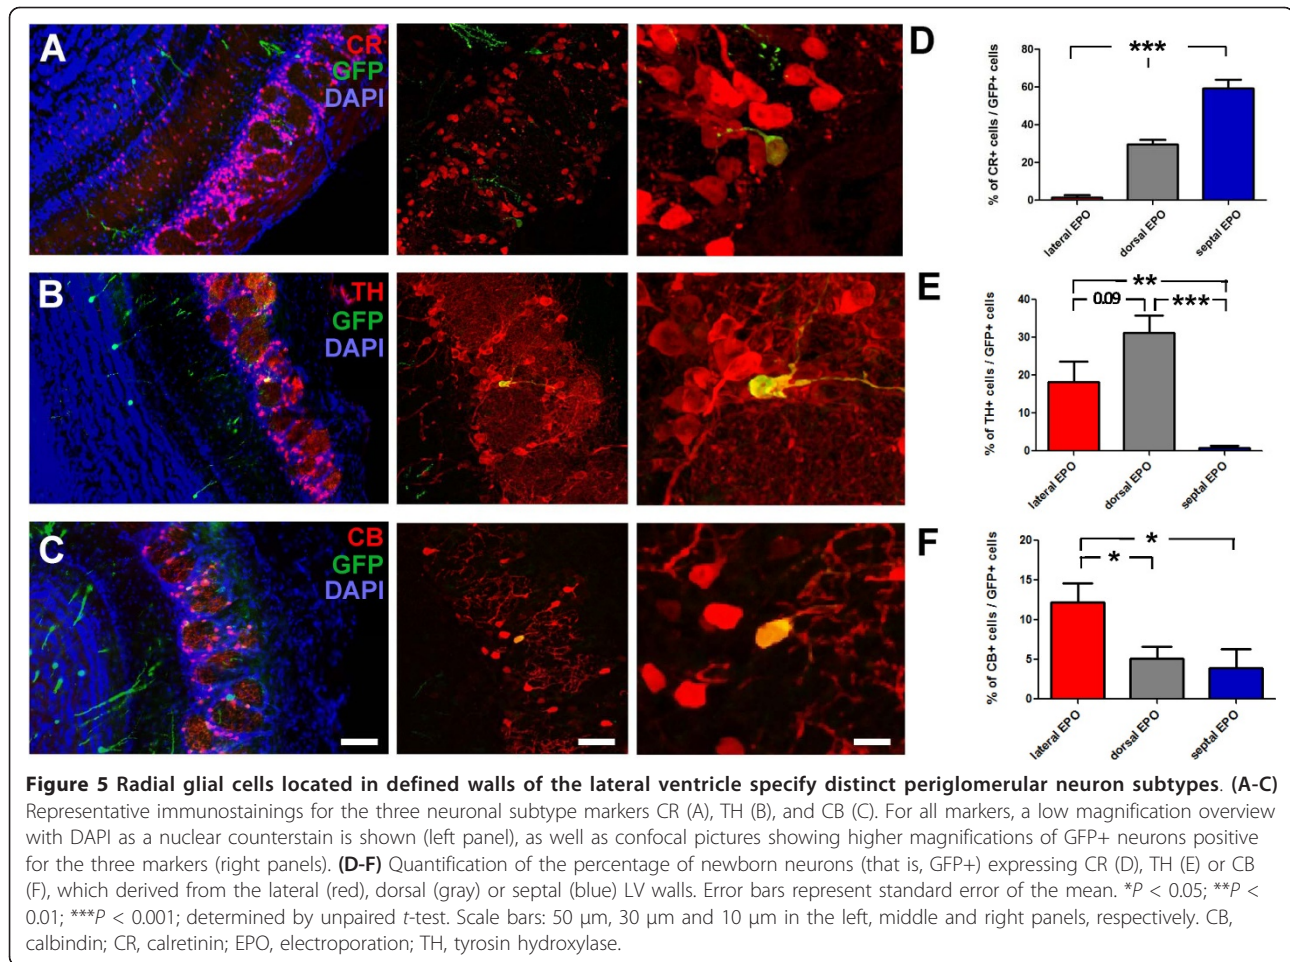 A
CR
GFP
DAPI
B
TH
GFP
DAPI
C
CB
GFP
DAPI
D
% of CR+ cells / GFP+ cells
80
60
40
20
0
***
lateral EPO
dorsal EPO
septal EPO
E
% of TH+ cells / GFP+ cells
40
30
20
10
0
**
0.09
***
lateral EPO
dorsal EPO
septal EPO
F
% of CB+ cells / GFP+ cells
20
15
10
5
0
*
*
lateral EPO
dorsal EPO
septal EPO
Figure 5 Radial glial cells located in defined walls of the lateral ventricle specify distinct periglomerular neuron subtypes. (A-C)
Representative immunostainings for the three neuronal subtype markers CR (A), TH (B), and CB (C). For all markers, a low magnification overview
with DAPI as a nuclear counterstain is shown (left panel), as well as confocal pictures showing higher magnifications of GFP+ neurons positive
for the three markers (right panels). (D-F) Quantification of the percentage of newborn neurons (that is, GFP+) expressing CR (D), TH (E) or CB
(F), which derived from the lateral (red), dorsal (gray) or septal (blue) LV walls. Error bars represent standard error of the mean. *P < 0.05; **P <
0.01; ***P < 0.001; determined by unpaired t-test. Scale bars: 50 μm, 30 μm and 10 μm in the left, middle and right panels, respectively. CB,
calbindin; CR, calretinin; EPO, electroporation; TH, tyrosin hydroxylase.